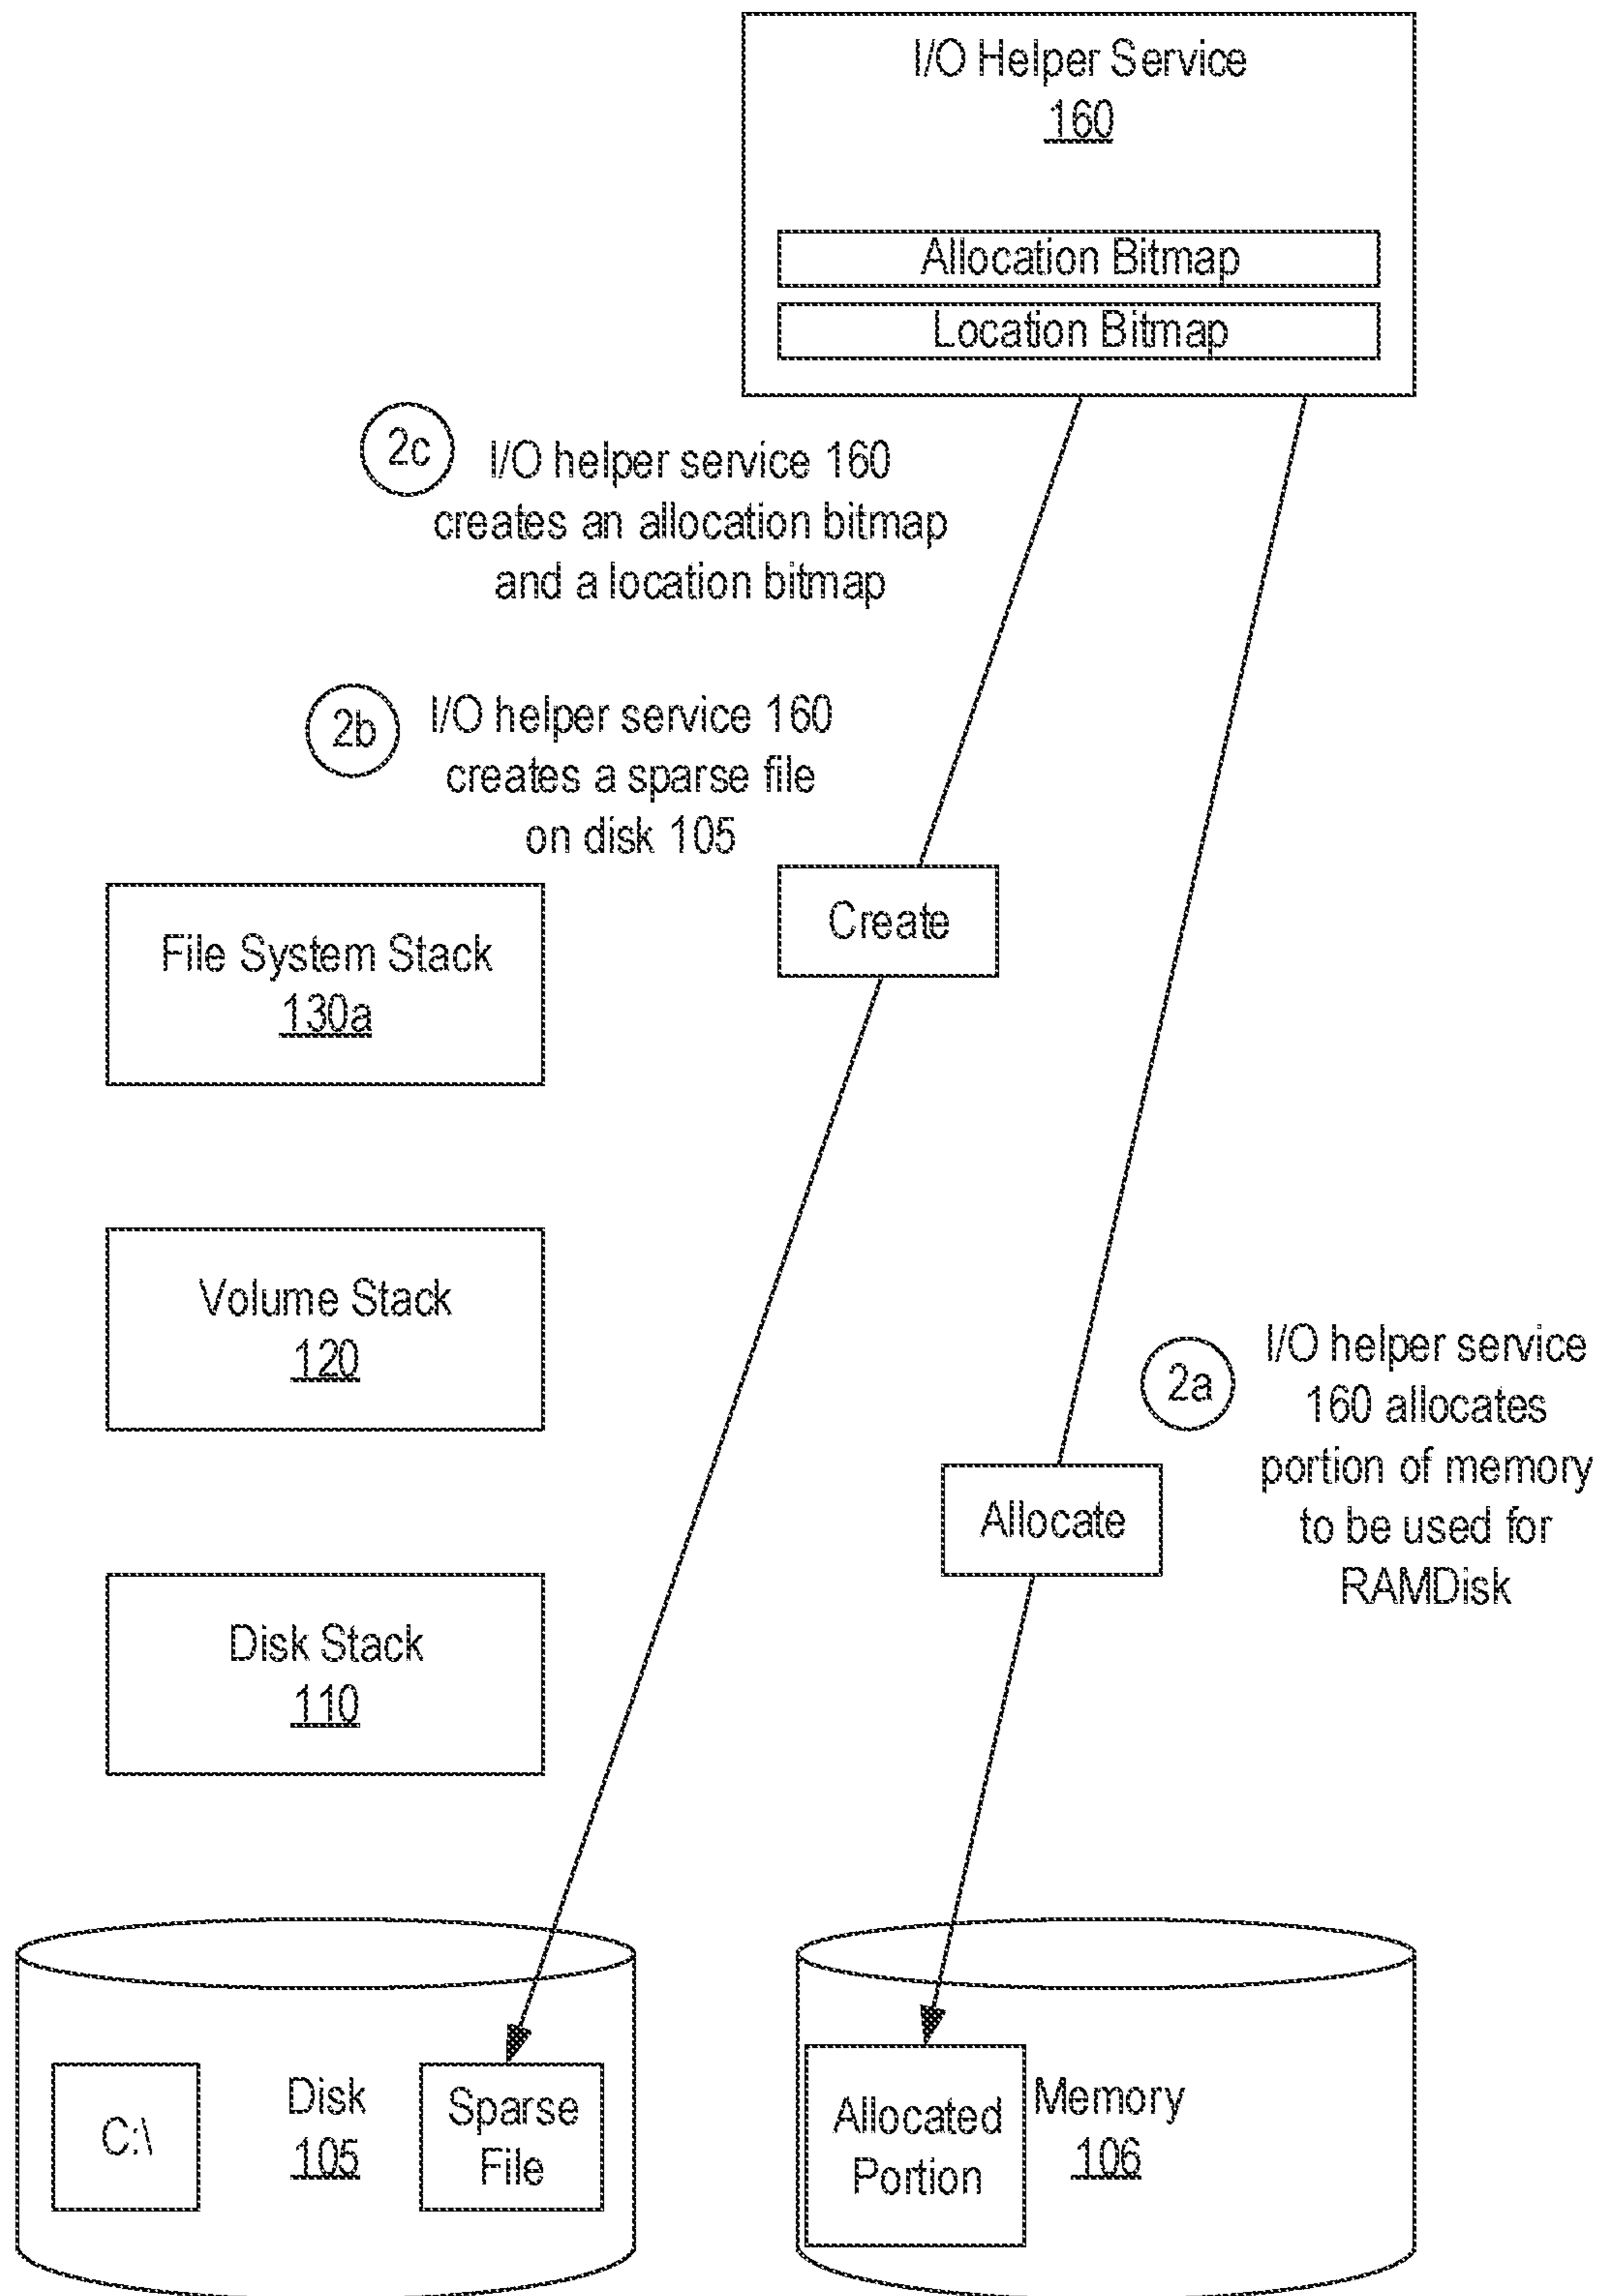 I/O Helper Service
160
Allocation Bitmap
Location Bitmap
2c
I/O helper service 160
creates an allocation bitmap
and a location bitmap
2b
I/O helper service 160
creates a sparse file
on disk 105
Create
File System Stack
130a
Volume Stack
120
2a
I/O helper service
160 allocates
portion of memory
to be used for
RAMDisk
Allocate
Disk Stack
110
C:\
Disk
105
Sparse
File
Allocated
Portion
Memory
106